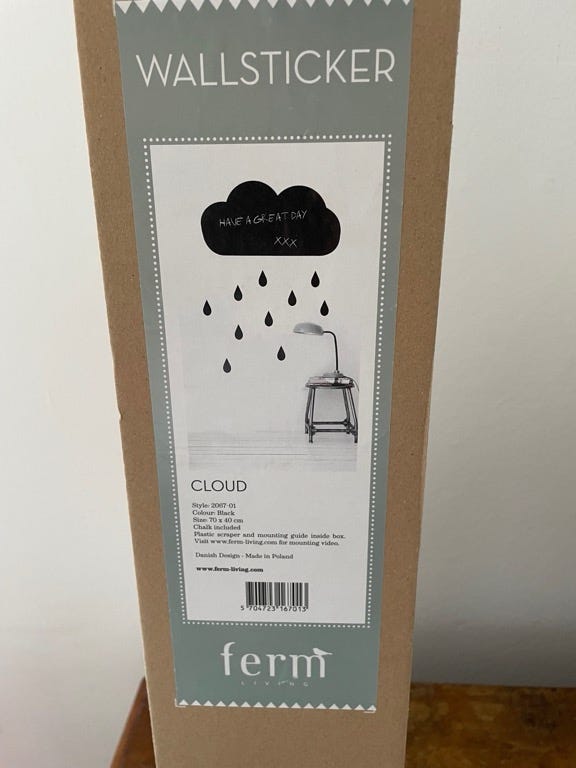 WALLSTICKER
HAVE A GREAT DAY
XXX
CLOUD
Style: 2067-01
Colour: Black
Size: 70 x 40 cm
Chalk included
Plastic scraper and mounting guide inside box.
Visit www.ferm-living.com for mounting video.
Danish Design - Made in Poland
www.ferm-living.com
5 704723 167013
ferm
LIVING